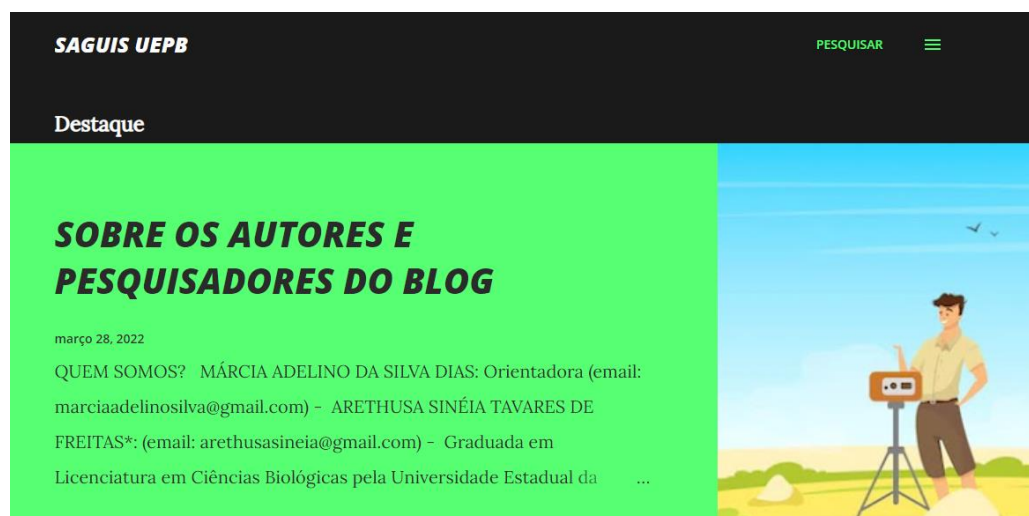 SAGUIS UEPB
PESQUISAR
Destaque
SOBRE OS AUTORES E
PESQUISADORES DO BLOG
março 28, 2022
QUEM SOMOS? MÁRCIA ADELINO DA SILVA DIAS: Orientadora (email:
marciaadelinosilva@gmail.com) - ARETHUSA SINÉIA TAVARES DE
FREITAS*: (email: arethusasineia@gmail.com) - Graduada em
Licenciatura em Ciências Biológicas pela Universidade Estadual da ...